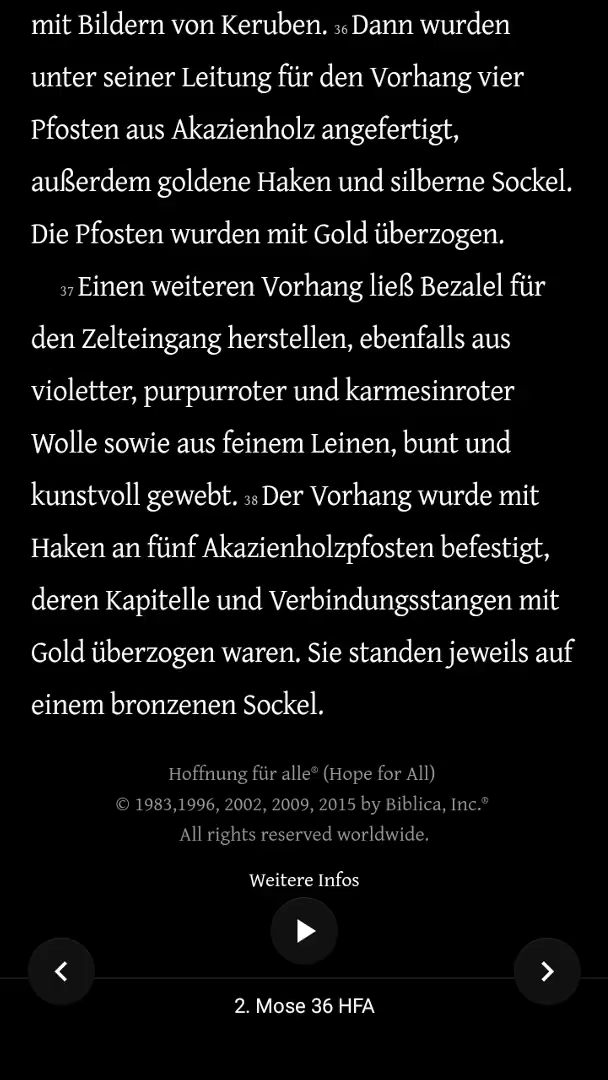 mit Bildern von Keruben. 36 Dann wurden
unter seiner Leitung für den Vorhang vier
Pfosten aus Akazienholz angefertigt,
außerdem goldene Haken und silberne Sockel.
Die Pfosten wurden mit Gold überzogen.
37 Einen weiteren Vorhang ließ Bezalel für
den Zelteingang herstellen, ebenfalls aus
violetter, purpurroter und karmesinroter
Wolle sowie aus feinem Leinen, bunt und
kunstvoll gewebt. 38 Der Vorhang wurde mit
Haken an fünf Akazienholzpfosten befestigt,
deren Kapitelle und Verbindungsstangen mit
Gold überzogen waren. Sie standen jeweils auf
einem bronzenen Sockel.
Hoffnung für alle® (Hope for All)
© 1983,1996, 2002, 2009, 2015 by Biblica, Inc.®
All rights reserved worldwide.
Weitere Infos
2. Mose 36 HFA